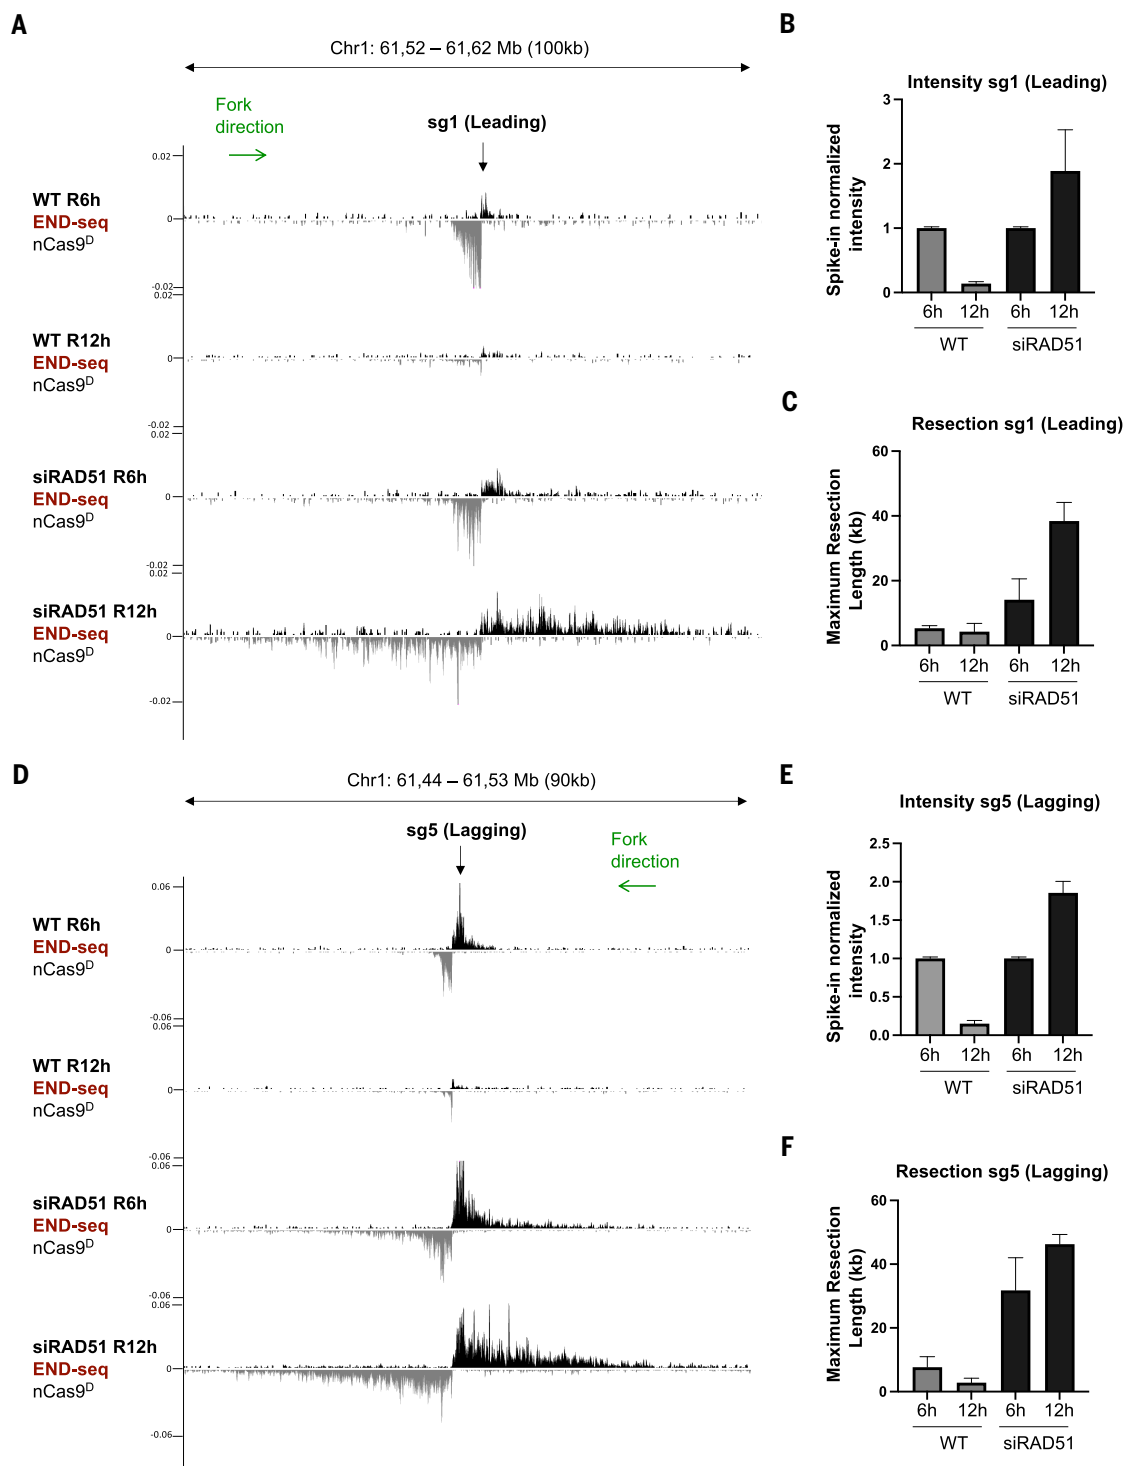 A
Chr1: 61,52 – 61,62 Mb (100kb)
Fork
direction
sg1 (Leading)
0.02
0
-0.02
WT R6h
END-seq
nCas9D
0.02
0
-0.02
WT R12h
END-seq
nCas9D
0.02
0
-0.02
siRAD51 R6h
END-seq
nCas9D
0.02
0
-0.02
siRAD51 R12h
END-seq
nCas9D
B
Intensity sg1 (Leading)
Spike-in normalized
intensity
3
2
1
0
6h 12h 6h 12h
WT siRAD51
C
Resection sg1 (Leading)
Maximum Resection
Length (kb)
60
40
20
0
6h 12h 6h 12h
WT siRAD51
D
Chr1: 61,44 – 61,53 Mb (90kb)
sg5 (Lagging)
Fork
direction
0.06
0
-0.06
WT R6h
END-seq
nCas9D
0.06
0
-0.06
WT R12h
END-seq
nCas9D
0.06
0
-0.06
siRAD51 R6h
END-seq
nCas9D
0.06
0
-0.06
siRAD51 R12h
END-seq
nCas9D
E
Intensity sg5 (Lagging)
Spike-in normalized
intensity
2.5
2.0
1.5
1.0
0.5
0.0
6h 12h 6h 12h
WT siRAD51
F
Resection sg5 (Lagging)
Maximum Resection
Length (kb)
60
40
20
0
6h 12h 6h 12h
WT siRAD51